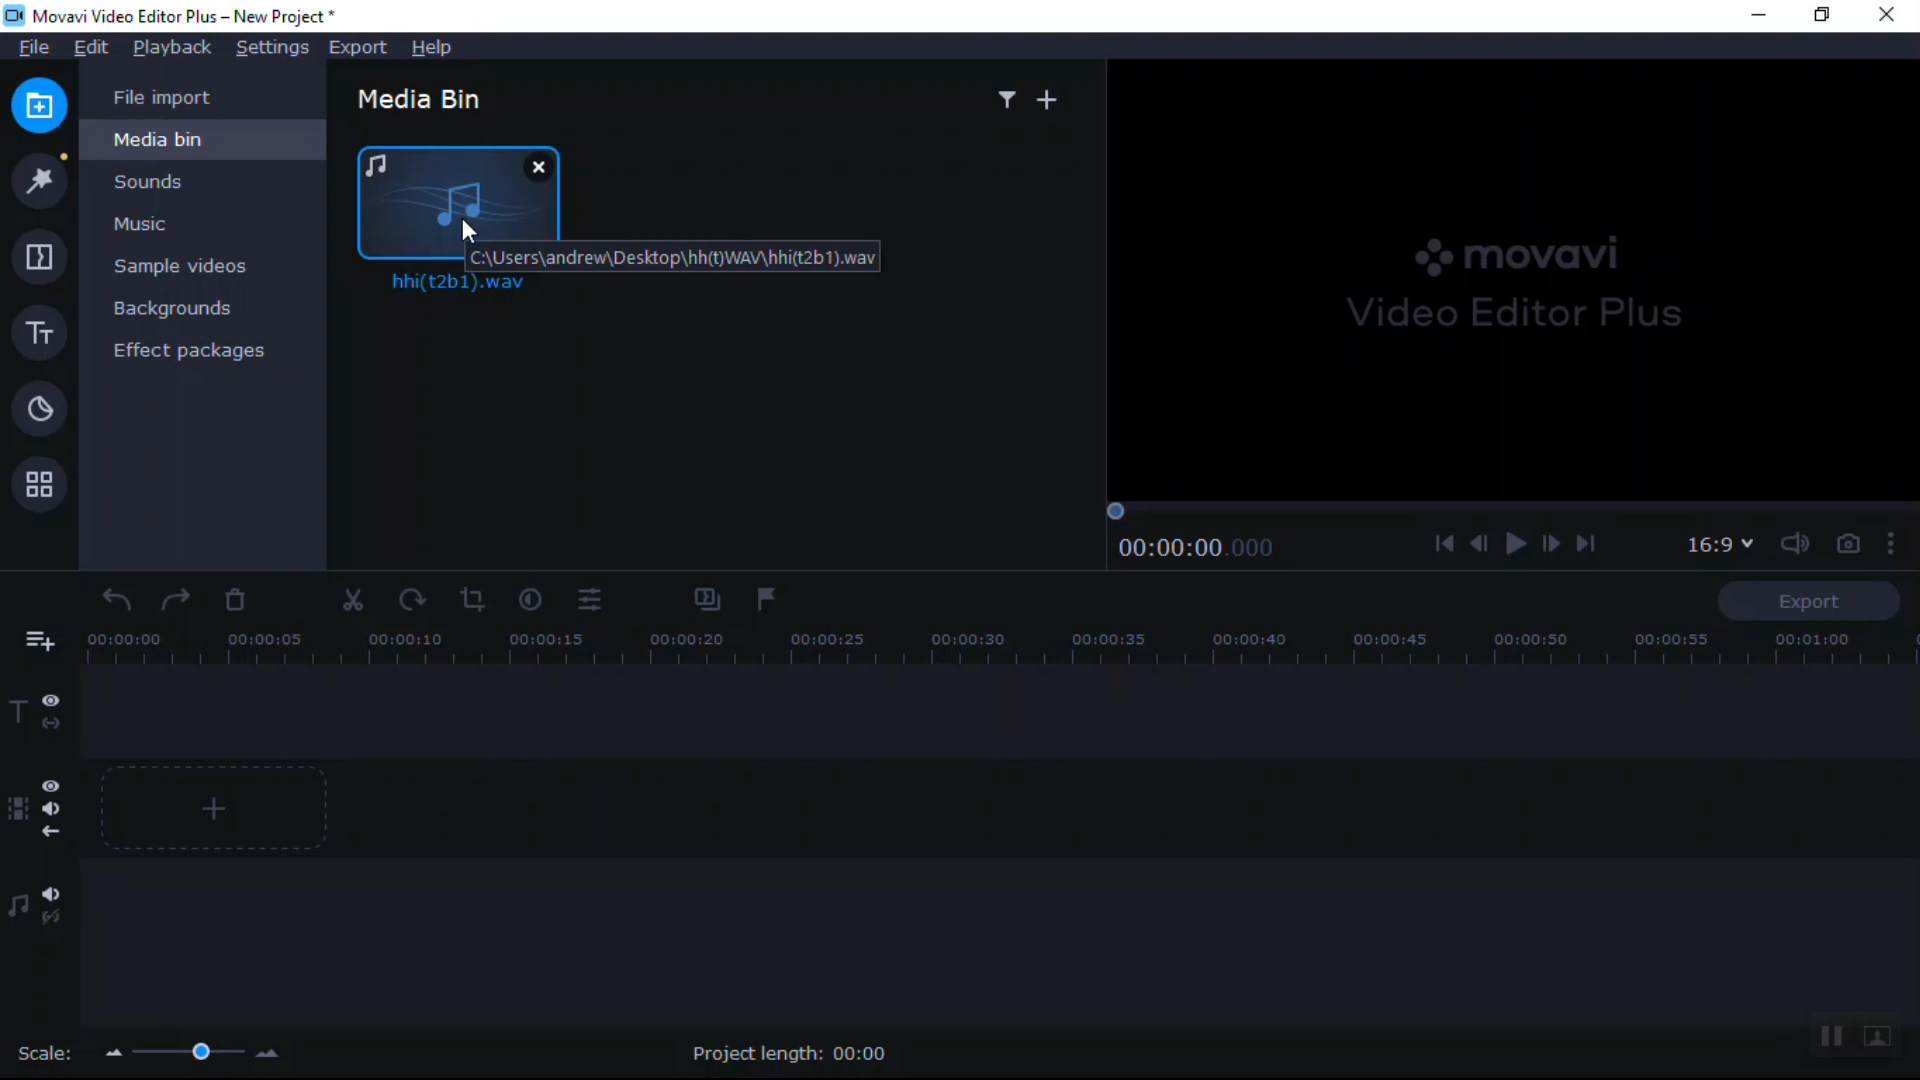 Movavi Video Editor Plus – New Project *
File Edit Playback Settings Export Help
File import
Media bin
Sounds
Music
Sample videos
Backgrounds
Effect packages
Media Bin
C:\Users\andrew\Desktop\hh(t)WAV\hhi(t2b1).wav
hhi(t2b1).wav
movavi
Video Editor Plus
00:00:00.000
16:9
Export
00:00:00 00:00:05 00:00:10 00:00:15 00:00:20 00:00:25 00:00:30 00:00:35 00:00:40 00:00:45 00:00:50 00:00:55 00:01:00
Scale:
Project length: 00:00